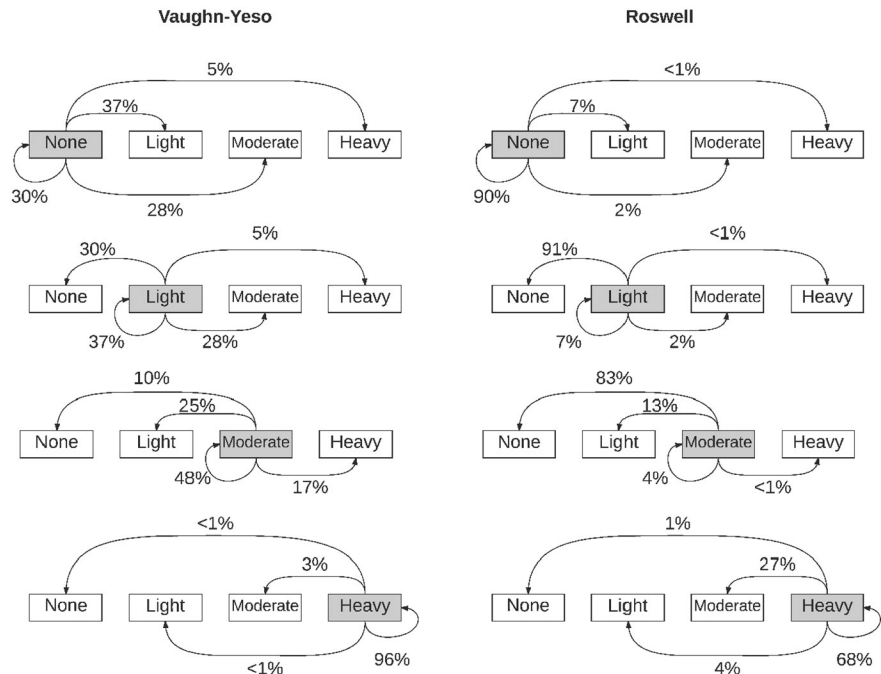 Vaughn-Yeso Roswell
5% <1%
37% 7%
None Light Moderate Heavy None Light Moderate Heavy
30% 90%
28% 2%
5% <1%
30% 91%
None Light Moderate Heavy None Light Moderate Heavy
37% 28% 7% 2%
10% 83%
25% 13%
None Light Moderate Heavy None Light Moderate Heavy
48% 17% 4% <1%
<1% 1%
3% 27%
None Light Moderate Heavy None Light Moderate Heavy
<1% 96% 4% 68%